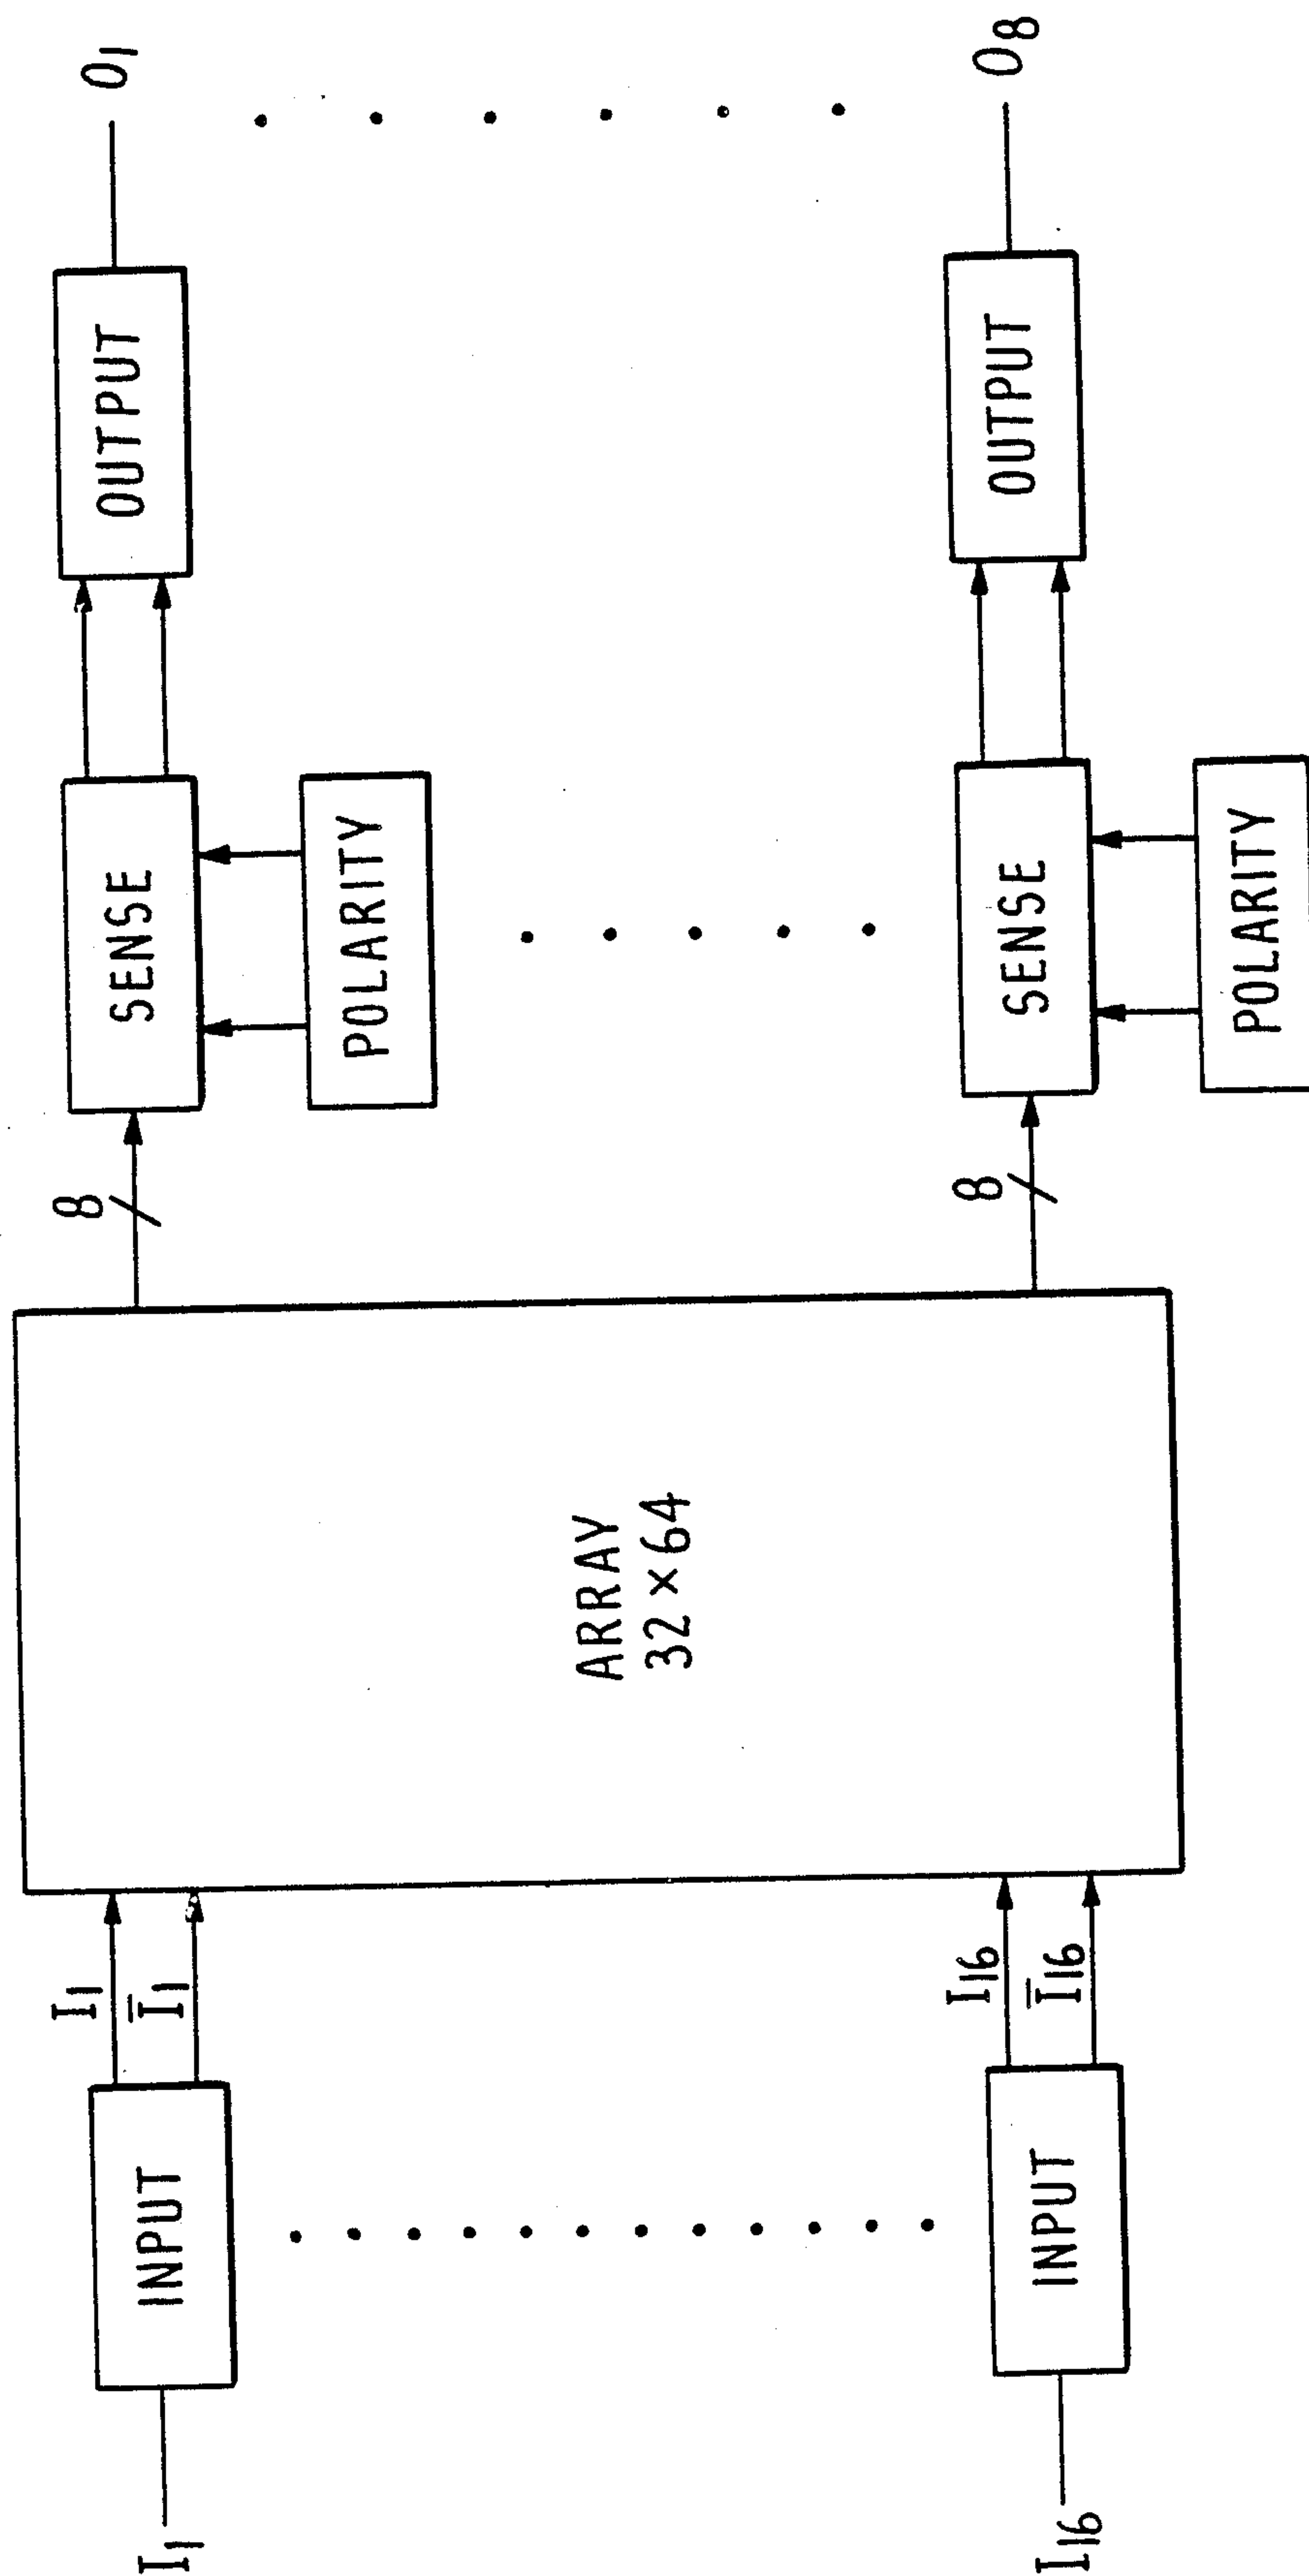 I₁
INPUT
I₁
Ī₁
ARRAY
32 × 64
8
SENSE
POLARITY
OUTPUT
O₁
I₁₆
INPUT
I₁₆
Ī₁₆
8
SENSE
POLARITY
OUTPUT
O₈